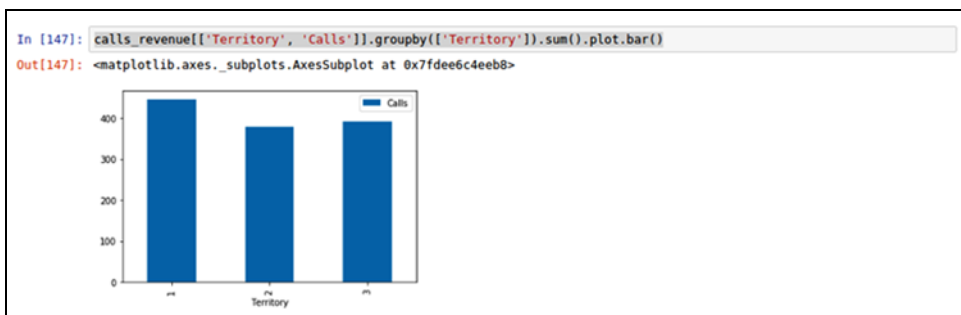 In [147]: calls_revenue[['Territory', 'Calls']].groupby(['Territory']).sum().plot.bar()
Out[147]: <matplotlib.axes._subplots.AxesSubplot at 0x7fdee6c4eeb8>
Calls
400
300
200
100
0
1
2
3
Territory